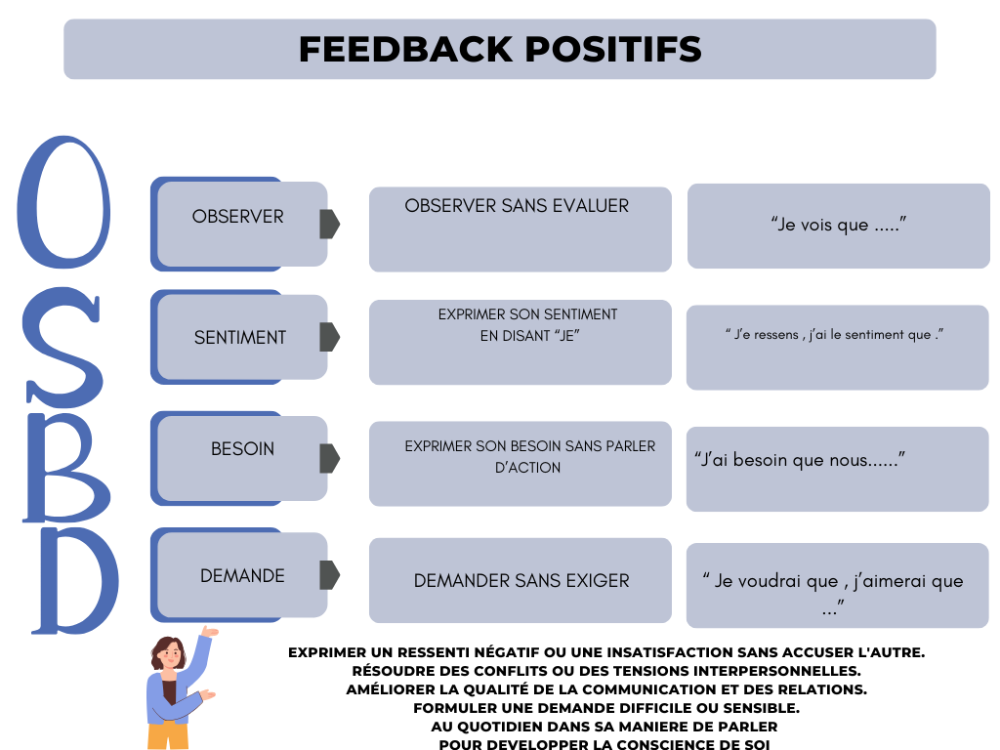 FEEDBACK POSITIFS
O
OBSERVER
OBSERVER SANS EVALUER
“Je vois que .....”
S
SENTIMENT
EXPRIMER SON SENTIMENT
EN DISANT “JE”
“ J’e ressens , j’ai le sentiment que .”
B
BESOIN
EXPRIMER SON BESOIN SANS PARLER
D’ACTION
“J’ai besoin que nous......”
D
DEMANDE
DEMANDER SANS EXIGER
“ Je voudrai que , j’aimerai que
...”
EXPRIMER UN RESSENTI NÉGATIF OU UNE INSATISFACTION SANS ACCUSER L'AUTRE.
RÉSOUDRE DES CONFLITS OU DES TENSIONS INTERPERSONNELLES.
AMÉLIORER LA QUALITÉ DE LA COMMUNICATION ET DES RELATIONS.
FORMULER UNE DEMANDE DIFFICILE OU SENSIBLE.
AU QUOTIDIEN DANS SA MANIERE DE PARLER
POUR DEVELOPPER LA CONSCIENCE DE SOI